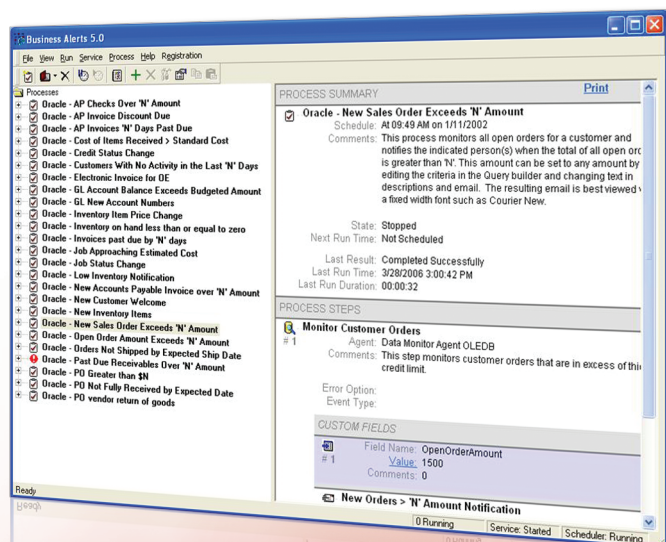 Business Alerts 5.0
File View Run Service Process Help Registration
Processes
Oracle - AP Checks Over 'N' Amount
Oracle - AP Invoice Discount Due
Oracle - AP Invoices 'N' Days Past Due
Oracle - Cost of Items Received > Standard Cost
Oracle - Credit Status Change
Oracle - Customers With No Activity in the Last 'N' Days
Oracle - Electronic Invoice for OE
Oracle - GL Account Balance Exceeds Budgeted Amount
Oracle - GL New Account Numbers
Oracle - Inventory Item Price Change
Oracle - Inventory on hand less than or equal to zero
Oracle - Invoices past due by 'N' days
Oracle - Job Approaching Estimated Cost
Oracle - Job Status Change
Oracle - Low Inventory Notification
Oracle - New Accounts Payable Invoice over 'N' Amount
Oracle - New Customer Welcome
Oracle - New Inventory Items
Oracle - New Sales Order Exceeds 'N' Amount
Oracle - Open Order Amount Exceeds 'N' Amount
Oracle - Orders Not Shipped by Expected Ship Date
Oracle - Past Due Receivables Over 'N' Amount
Oracle - PO Greater than $N
Oracle - PO Not Fully Received by Expected Date
Oracle - PO vendor return of goods
PROCESS SUMMARY Print
Oracle - New Sales Order Exceeds 'N' Amount
Schedule: At 09:49 AM on 1/11/2002
Comments: This process monitors all open orders for a customer and
notifies the indicated person(s) when the total of all open ord
is greater than 'N'. This amount can be set to any amount by
editing the criteria in the Query builder and changing text in
descriptions and email. The resulting email is best viewed
a fixed width font such as Courier New.
State: Stopped
Next Run Time: Not Scheduled
Last Result: Completed Successfully
Last Run Time: 3/28/2006 3:00:42 PM
Last Run Duration: 00:00:32
PROCESS STEPS
Monitor Customer Orders
# 1 Agent: Data Monitor Agent OLEDB
Comments: This step monitors customer orders that are in excess of
credit limit.
Error Option:
Event Type:
CUSTOM FIELDS
Field Name: OpenOrderAmount
# 1 Value: 1500
Comments: 0
New Orders > 'N' Amount Notification
Ready
0 Running Service: Started Scheduler: Running